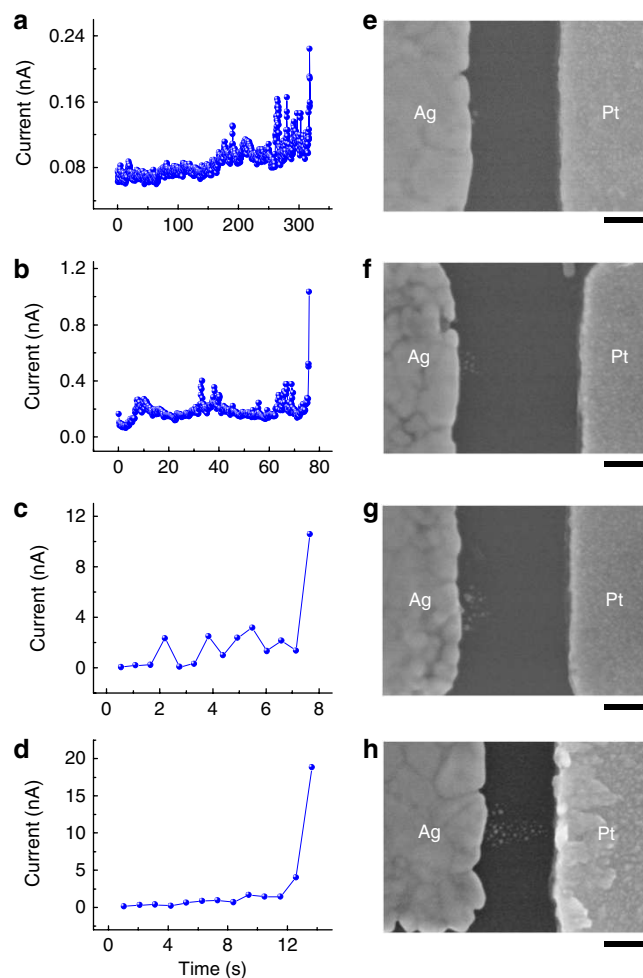 a
0.24
0.16
0.08
Current (nA)
0 100 200 300
e
Ag
Pt
b
1.2
0.8
0.4
0.0
Current (nA)
0 20 40 60 80
f
Ag
Pt
c
12
8
4
0
Current (nA)
0 2 4 6 8
g
Ag
Pt
d
20
15
10
5
0
Current (nA)
0 4 8 12
Time (s)
h
Ag
Pt